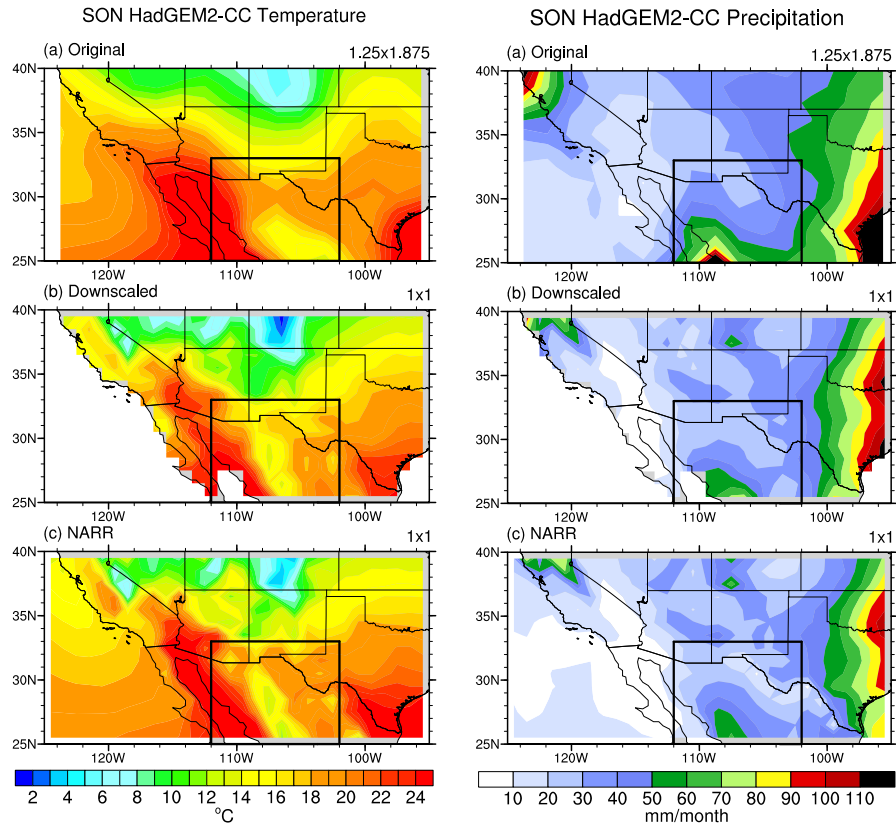 SON HadGEM2-CC Temperature
(a) Original 1.25x1.875
40N
35N
30N
25N
120W 110W 100W
(b) Downscaled 1x1
40N
35N
30N
25N
120W 110W 100W
(c) NARR 1x1
40N
35N
30N
25N
120W 110W 100W
2 4 6 8 10 12 14 16 18 20 22 24
°C
SON HadGEM2-CC Precipitation
(a) Original 1.25x1.875
40N
35N
30N
25N
120W 110W 100W
(b) Downscaled 1x1
40N
35N
30N
25N
120W 110W 100W
(c) NARR 1x1
40N
35N
30N
25N
120W 110W 100W
10 20 30 40 50 60 70 80 90 100 110
mm/month